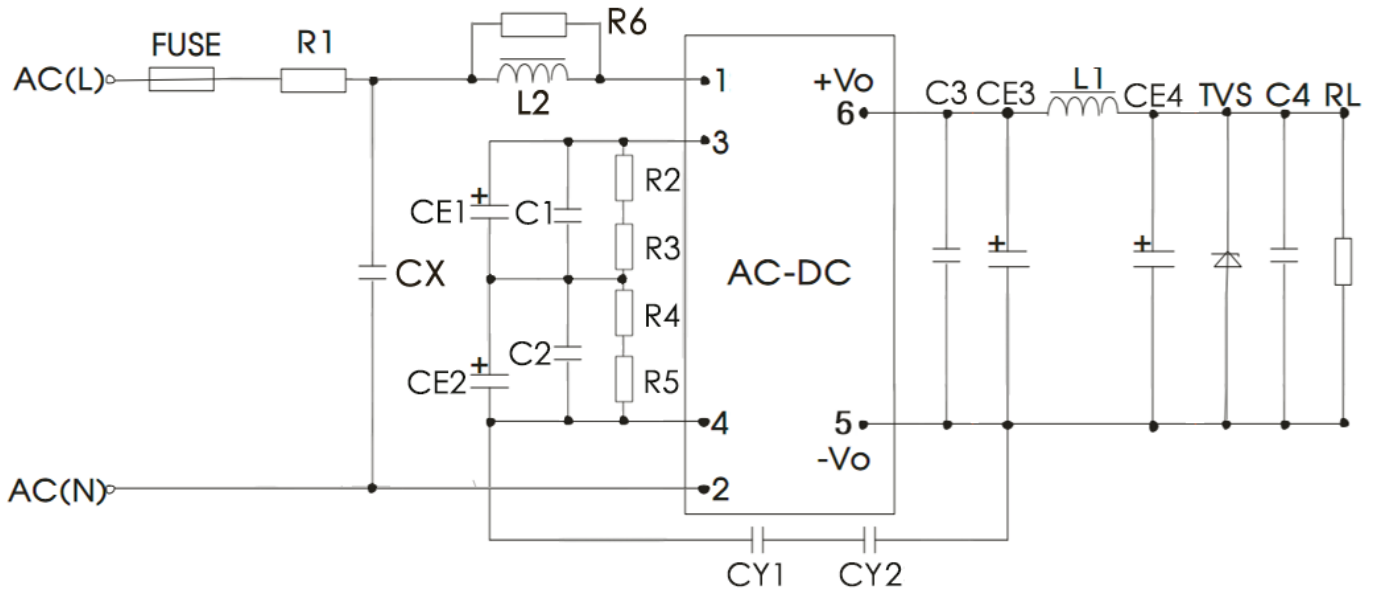 FUSE
R1
R6
AC(L)
L2
1
+Vo
6
C3
CE3
L1
CE4
TVS
C4
RL
3
R2
+
CE1
C1
R3
AC-DC
+
+
CX
R4
C2
+
CE2
R5
4
5
-Vo
AC(N)
2
CY1
CY2